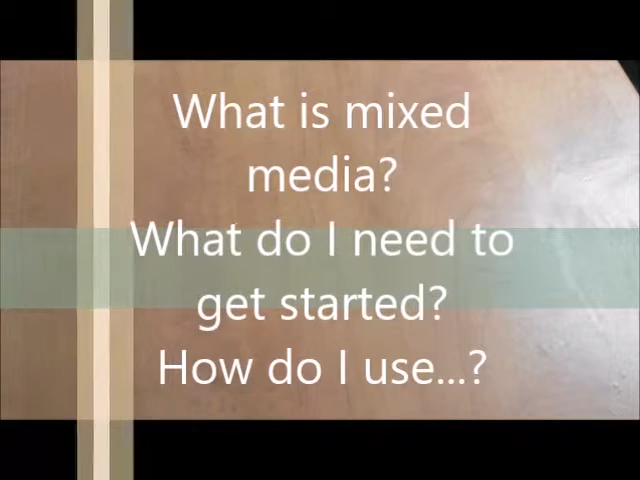 What is mixed
media?
What do I need to
get started?
How do I use...?